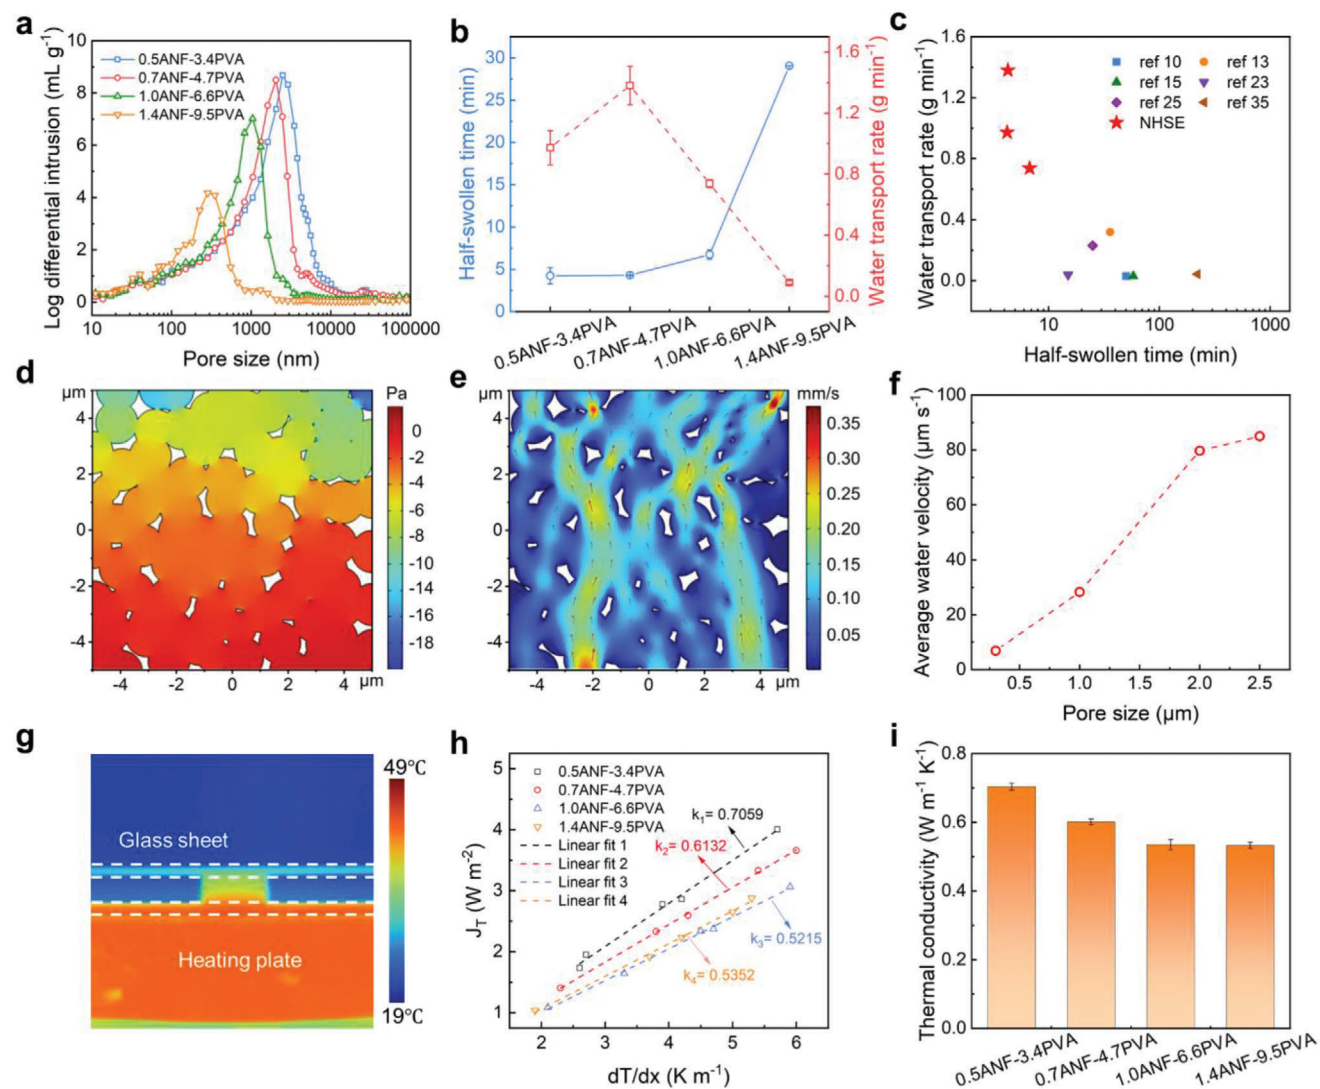 a
Log differential intrusion (mL g⁻¹)
10
8
6
4
2
0
0.5ANF-3.4PVA
0.7ANF-4.7PVA
1.0ANF-6.6PVA
1.4ANF-9.5PVA
10 100 1000 10000 100000
Pore size (nm)
b
Half-swollen time (min)
30
25
20
15
10
5
0
Water transport rate (g min⁻¹)
1.6
1.2
0.8
0.4
0.0
0.5ANF-3.4PVA
0.7ANF-4.7PVA
1.0ANF-6.6PVA
1.4ANF-9.5PVA
c
Water transport rate (g min⁻¹)
1.6
1.2
0.8
0.4
0.0
ref 10 ref 13
ref 15 ref 23
ref 25 ref 35
NHSE
10 100 1000
Half-swollen time (min)
d
µm
4
2
0
-2
-4
-4 -2 0 2 4 µm
Pa
0
-2
-4
-6
-8
-10
-12
-14
-16
-18
e
µm
4
2
0
-2
-4
-4 -2 0 2 4 µm
mm/s
0.35
0.30
0.25
0.20
0.15
0.10
0.05
f
Average water velocity (µm s⁻¹)
100
80
60
40
20
0
0.5 1.0 1.5 2.0 2.5
Pore size (µm)
g
Glass sheet
Heating plate
49℃
19℃
h
J_T (W m⁻²)
5
4
3
2
1
0.5ANF-3.4PVA
0.7ANF-4.7PVA
1.0ANF-6.6PVA
1.4ANF-9.5PVA
Linear fit 1
Linear fit 2
Linear fit 3
Linear fit 4
k₁= 0.7059
k₂= 0.6132
k₃= 0.5215
k₄= 0.5352
2 3 4 5 6
dT/dx (K m⁻¹)
i
Thermal conductivity (W m⁻¹ K⁻¹)
0.8
0.6
0.4
0.2
0.0
0.5ANF-3.4PVA
0.7ANF-4.7PVA
1.0ANF-6.6PVA
1.4ANF-9.5PVA